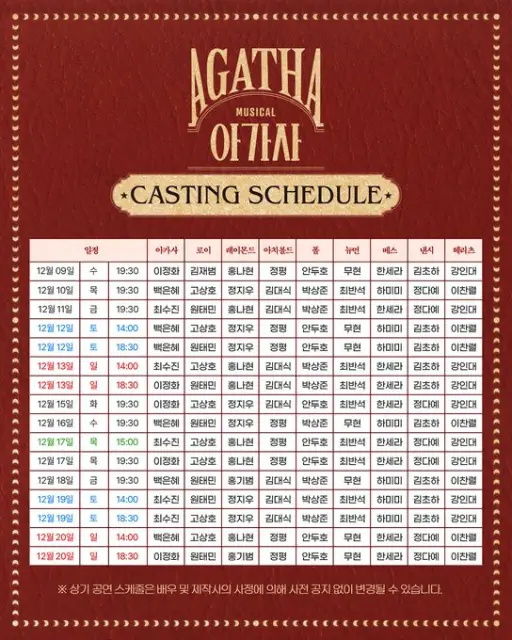 AGATHA
MUSICAL
아가사
CASTING SCHEDULE
일정 아가사 로이 레이몬드 아치볼드 폴 뉴먼 베스 낸시 헤리츠
12월 09일 수 19:30 이정화 김재범 홍나현 정평 안두호 무현 한세라 김초하 강인대
12월 10일 목 19:30 백은혜 고상호 정지우 김대식 박상준 최반석 하미미 정다예 이찬렬
12월 11일 금 19:30 최수진 원태민 홍나현 김대식 박상준 최반석 한세라 김초하 강인대
12월 12일 토 14:00 백은혜 고상호 정지우 정평 안두호 무현 하미미 김초하 이찬렬
12월 12일 토 18:30 백은혜 원태민 정지우 정평 안두호 무현 하미미 김초하 이찬렬
12월 13일 일 14:00 최수진 고상호 홍나현 김대식 박상준 최반석 한세라 김초하 강인대
12월 13일 일 18:30 이정화 원태민 홍나현 김대식 박상준 최반석 한세라 김초하 강인대
12월 15일 화 19:30 이정화 고상호 정지우 김대식 안두호 최반석 한세라 정다예 강인대
12월 16일 수 19:30 백은혜 원태민 정지우 정평 박상준 무현 하미미 김초하 이찬렬
12월 17일 목 15:00 최수진 고상호 홍나현 정평 안두호 무현 한세라 정다예 강인대
12월 17일 목 19:30 이정화 고상호 홍나현 정평 안두호 무현 한세라 정다예 강인대
12월 18일 금 19:30 백은혜 원태민 홍기범 김대식 안두호 무현 하미미 김초하 이찬렬
12월 19일 토 14:00 최수진 원태민 정지우 김대식 박상준 최반석 하미미 정다예 강인대
12월 19일 토 18:30 최수진 고상호 정지우 김대식 박상준 최반석 하미미 정다예 강인대
12월 20일 일 14:00 백은혜 고상호 홍나현 정평 안두호 무현 한세라 정다예 이찬렬
12월 20일 일 18:30 이정화 원태민 홍기범 정평 안두호 무현 한세라 정다예 이찬렬
※ 상기 공연 스케줄은 배우 및 제작사의 사정에 의해 사전 공지 없이 변경될 수 있습니다.